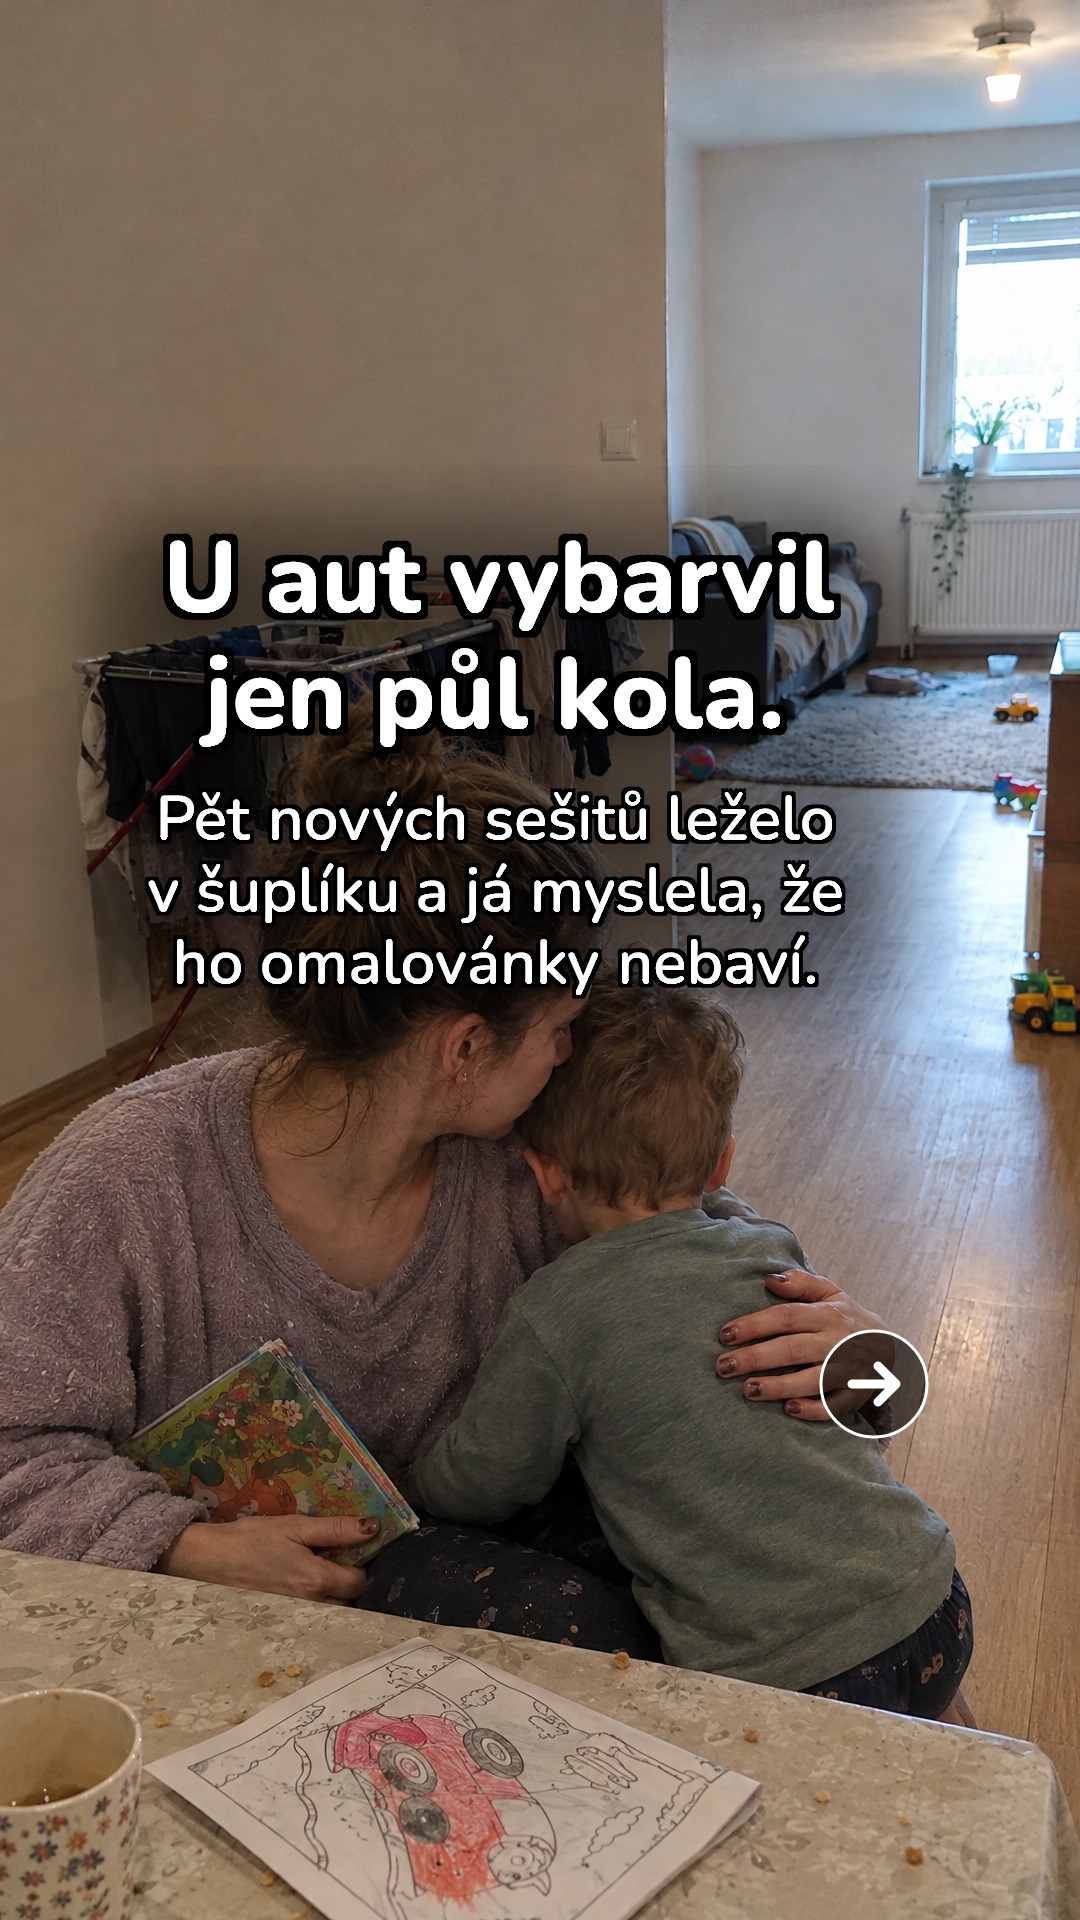 U aut vybarvil
jen půl kola.
Pět nových sešitů leželo
v šuplíku a já myslela, že
ho omalovánky nebaví.